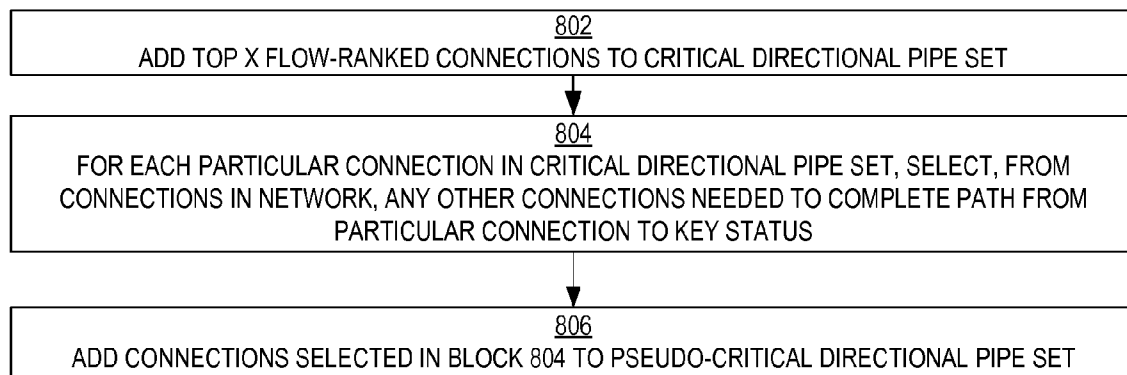 802
ADD TOP X FLOW-RANKED CONNECTIONS TO CRITICAL DIRECTIONAL PIPE SET
804
FOR EACH PARTICULAR CONNECTION IN CRITICAL DIRECTIONAL PIPE SET, SELECT, FROM
CONNECTIONS IN NETWORK, ANY OTHER CONNECTIONS NEEDED TO COMPLETE PATH FROM
PARTICULAR CONNECTION TO KEY STATUS
806
ADD CONNECTIONS SELECTED IN BLOCK 804 TO PSEUDO-CRITICAL DIRECTIONAL PIPE SET